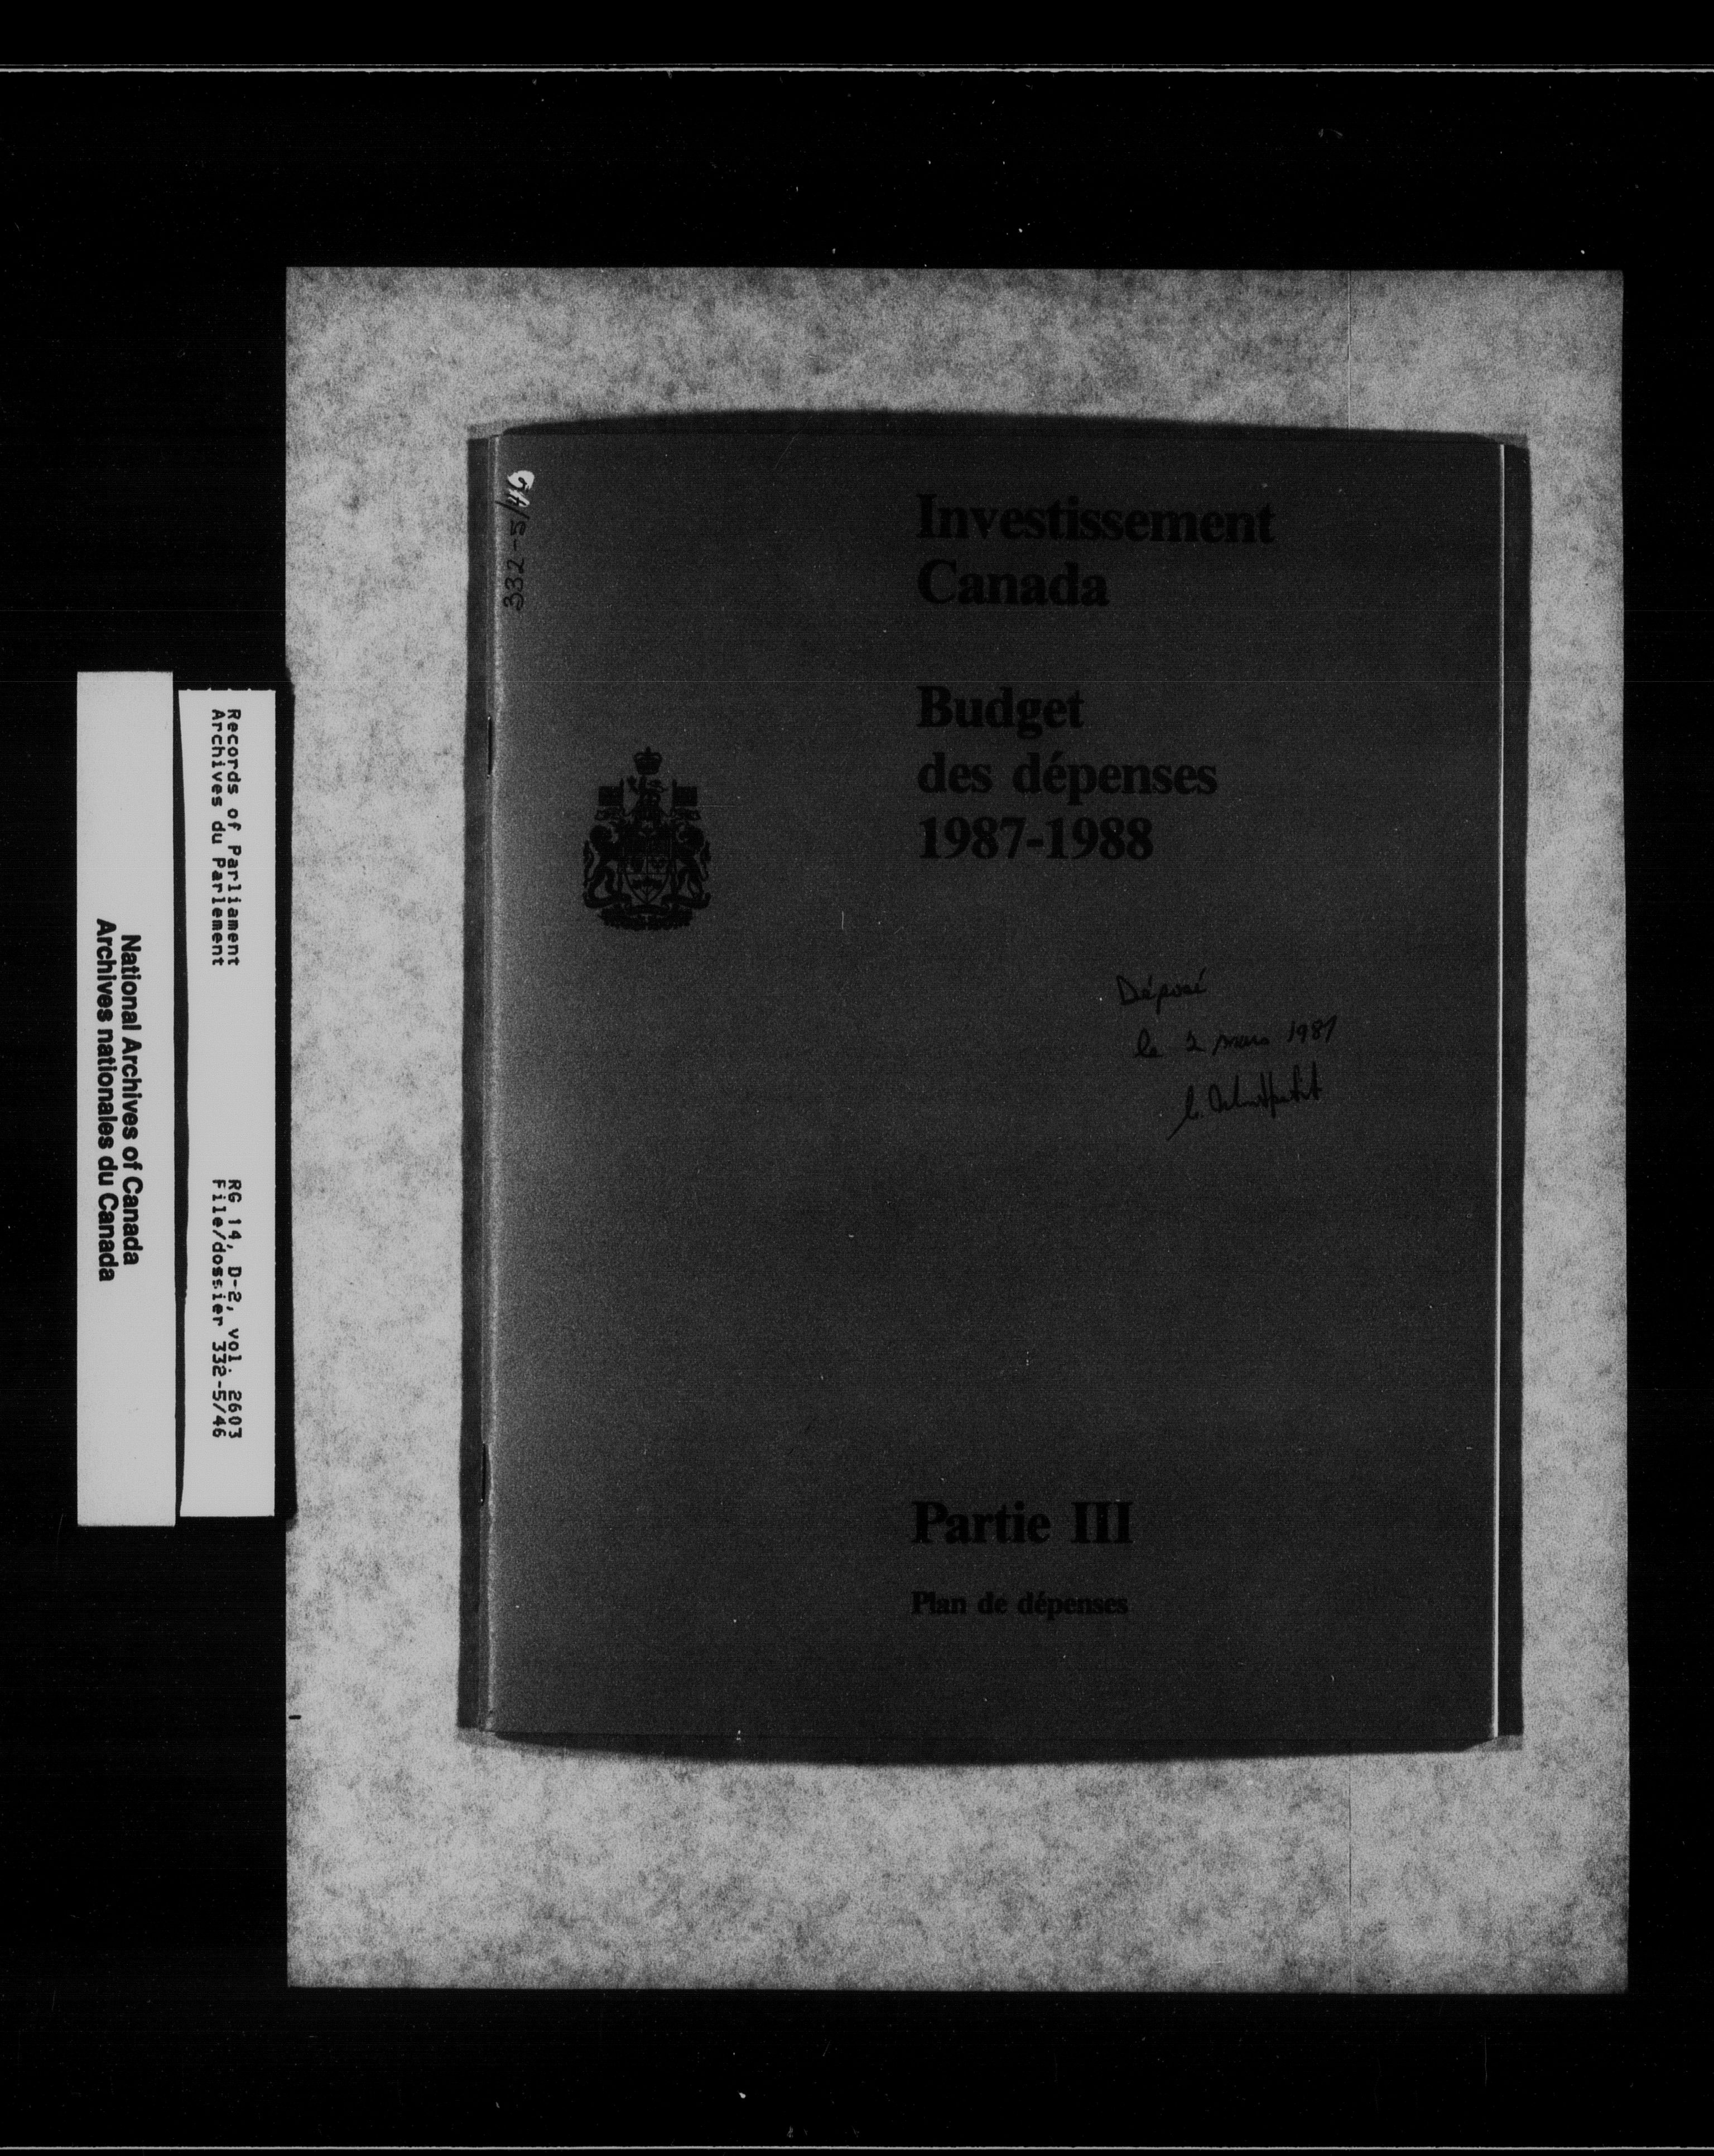 332-5/46
Investissement
Canada
Budget
des dépenses
1987-1988
Déposé
le 2 mars 1987
Partie III
Plan de dépenses
Records of Parliament
Archives du Parlement
RG 14, D-2, vol. 2603
File/dossier 332-5/46
National Archives of Canada
Archives nationales du Canada